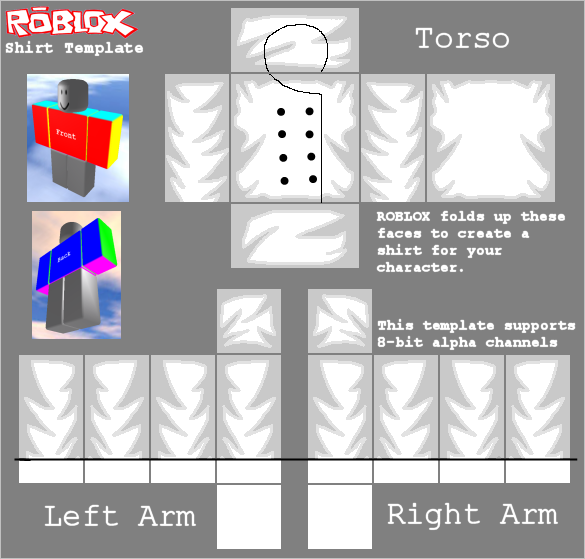 ROBLOX
Shirt Template
Torso
Front
Back
ROBLOX folds up these
faces to create a
shirt for your
character.
This template supports
8-bit alpha channels
Left Arm
Right Arm